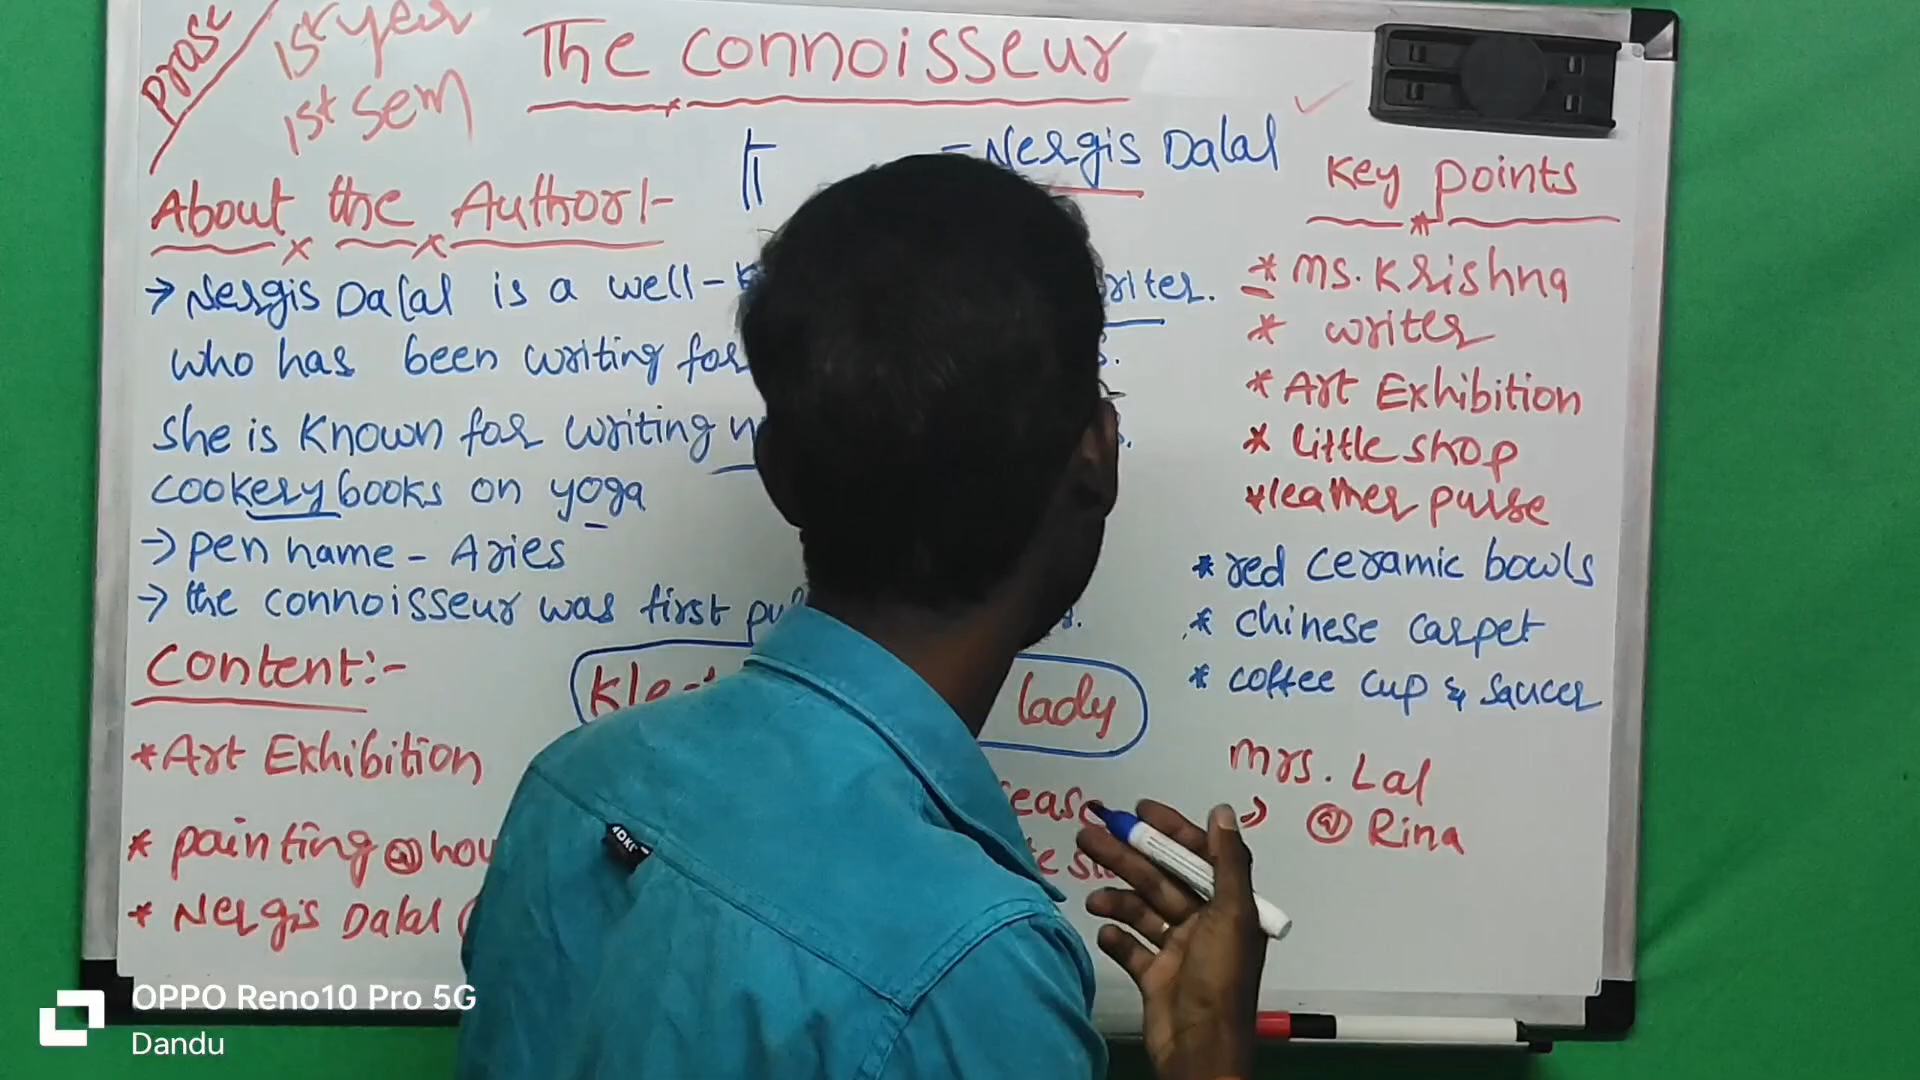 Prose
1st year
1st sem
The connoisseur
- Nergis Dalal
About the Author:-
→ Nergis Dalal is a well-
writer.
who has been writing for
she is known for writing
cookery books on yoga
→ pen name - Aries
→ the connoisseur was first
Content:-
lady
* Art Exhibition
* painting @
* Nergis Dalal
Key points
* Ms. Krishna
* writer
* Art Exhibition
* little shop
* leather purse
* red ceramic bowls
* chinese carpet
* coffee cup & saucer
Mrs. Lal
→ @ Rina
OPPO Reno10 Pro 5G
Dandu